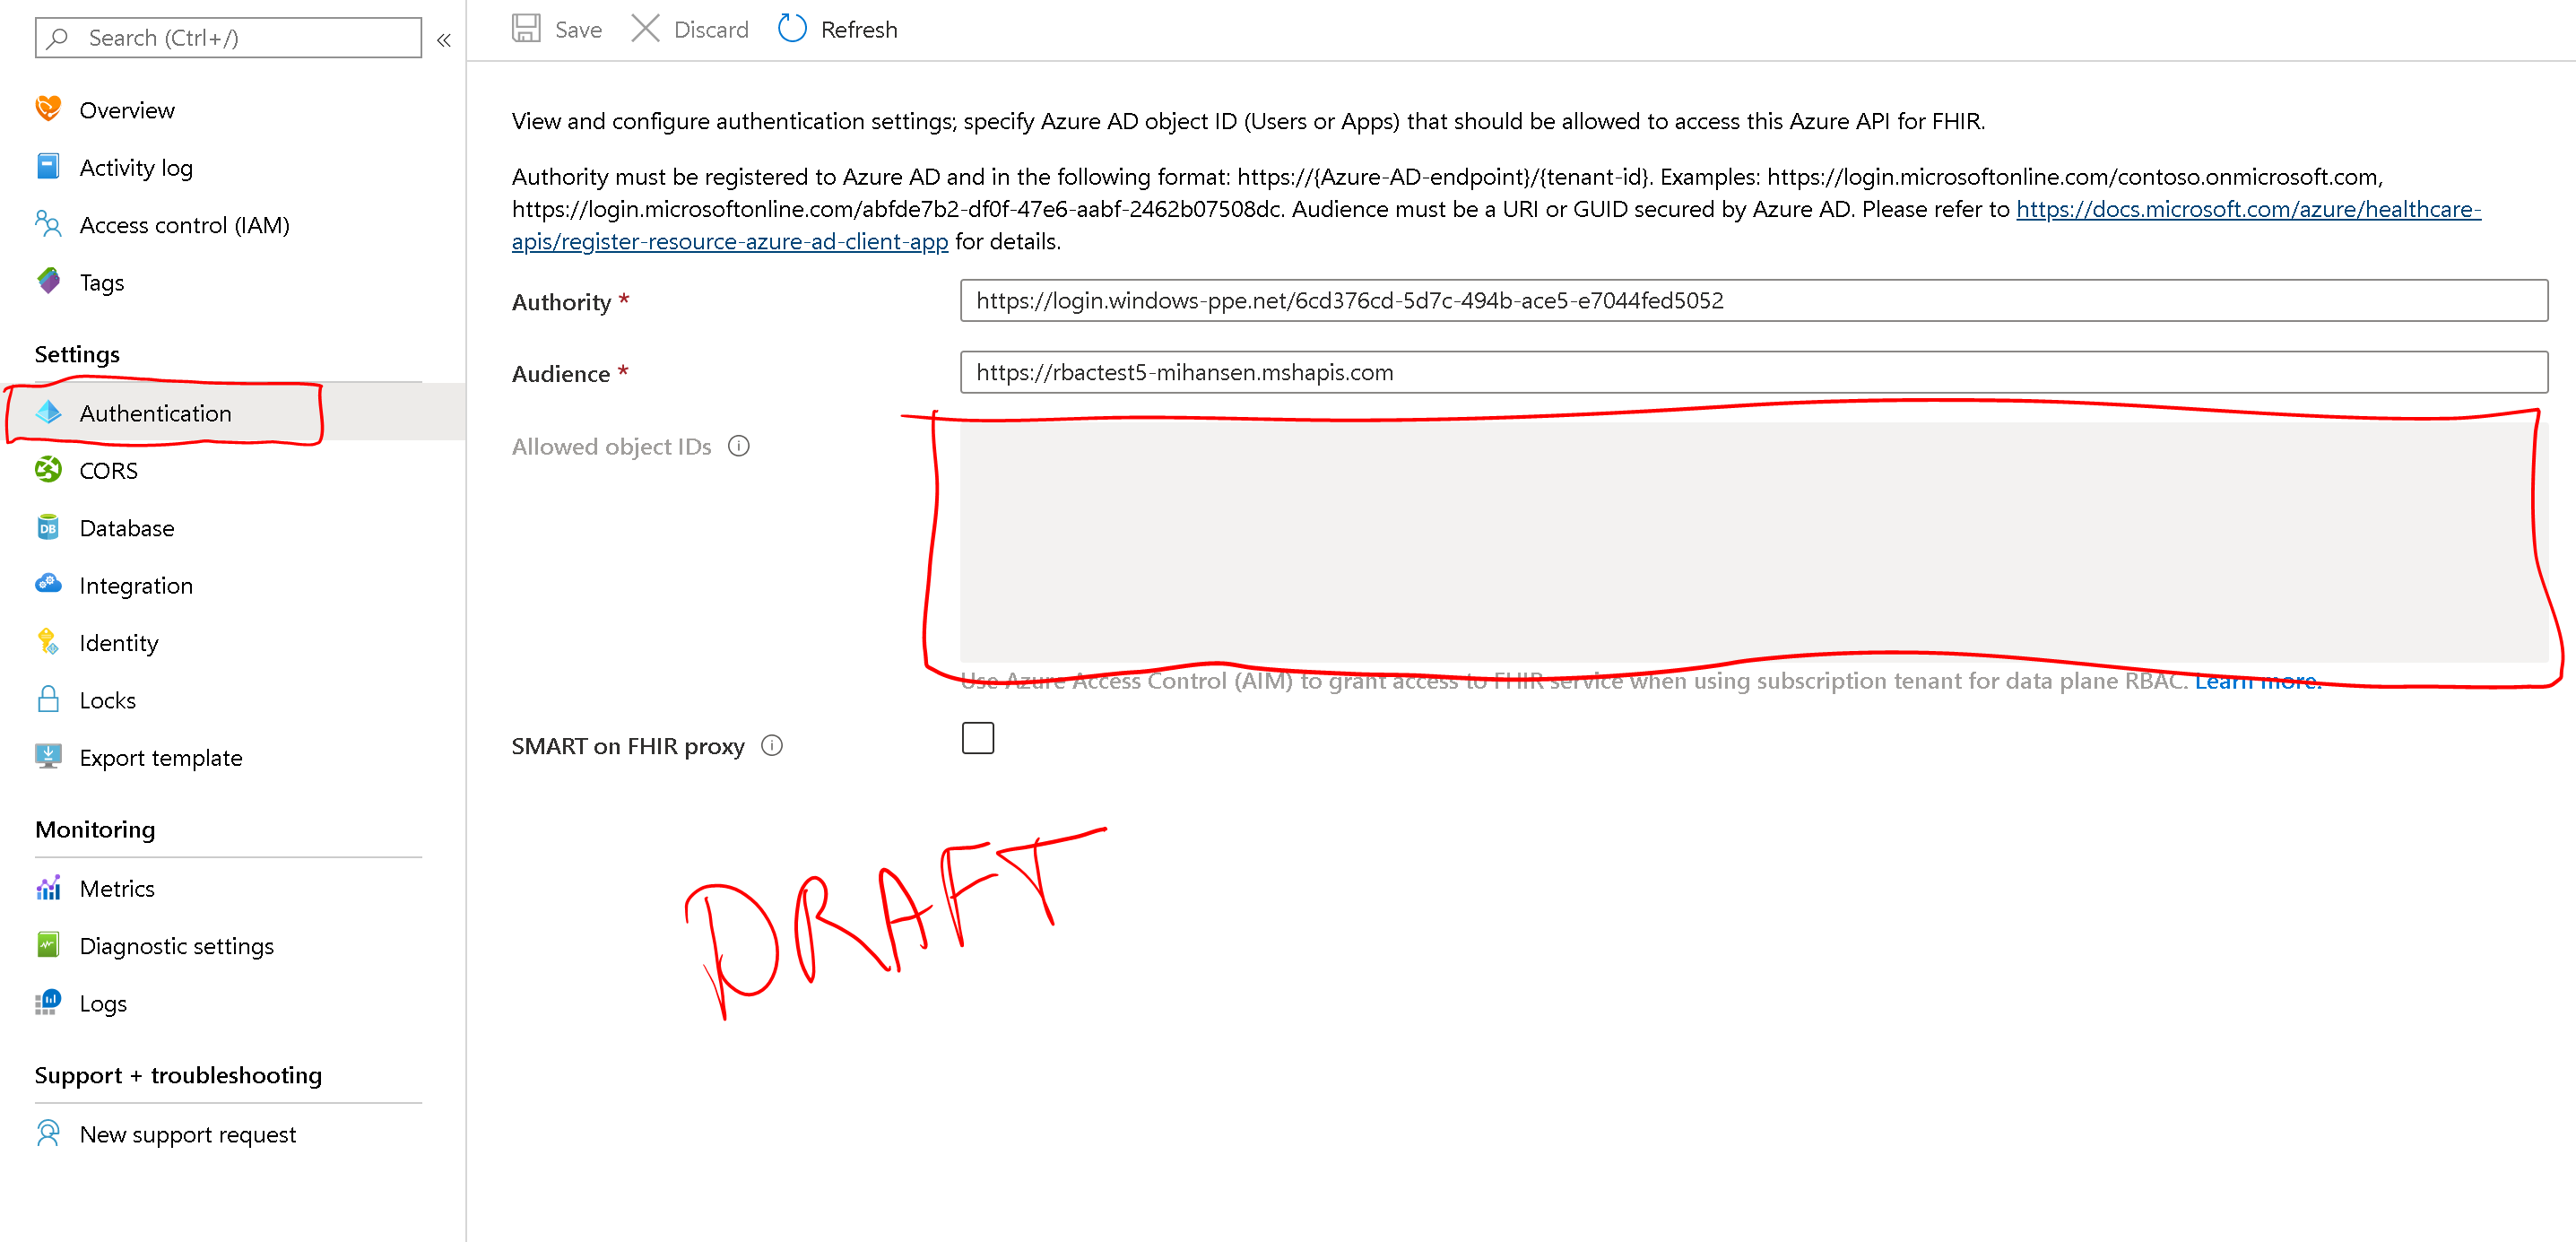 Search (Ctrl+/)
«
Overview
Activity log
Access control (IAM)
Tags
Settings
Authentication
CORS
Database
Integration
Identity
Locks
Export template
Monitoring
Metrics
Diagnostic settings
Logs
Support + troubleshooting
New support request
Save Discard Refresh
View and configure authentication settings; specify Azure AD object ID (Users or Apps) that should be allowed to access this Azure API for FHIR.
Authority must be registered to Azure AD and in the following format: https://{Azure-AD-endpoint}/{tenant-id}. Examples: https://login.microsoftonline.com/contoso.onmicrosoft.com,
https://login.microsoftonline.com/abfde7b2-df0f-47e6-aabf-2462b07508dc. Audience must be a URI or GUID secured by Azure AD. Please refer to https://docs.microsoft.com/azure/healthcare-
apis/register-resource-azure-ad-client-app for details.
Authority * https://login.windows-ppe.net/6cd376cd-5d7c-494b-ace5-e7044fed5052
Audience * https://rbactest5-mihansen.mshapis.com
Allowed object IDs
Use Azure Access Control (AIM) to grant access to FHIR service when using subscription tenant for data plane RBAC. Learn more.
SMART on FHIR proxy
DRAFT